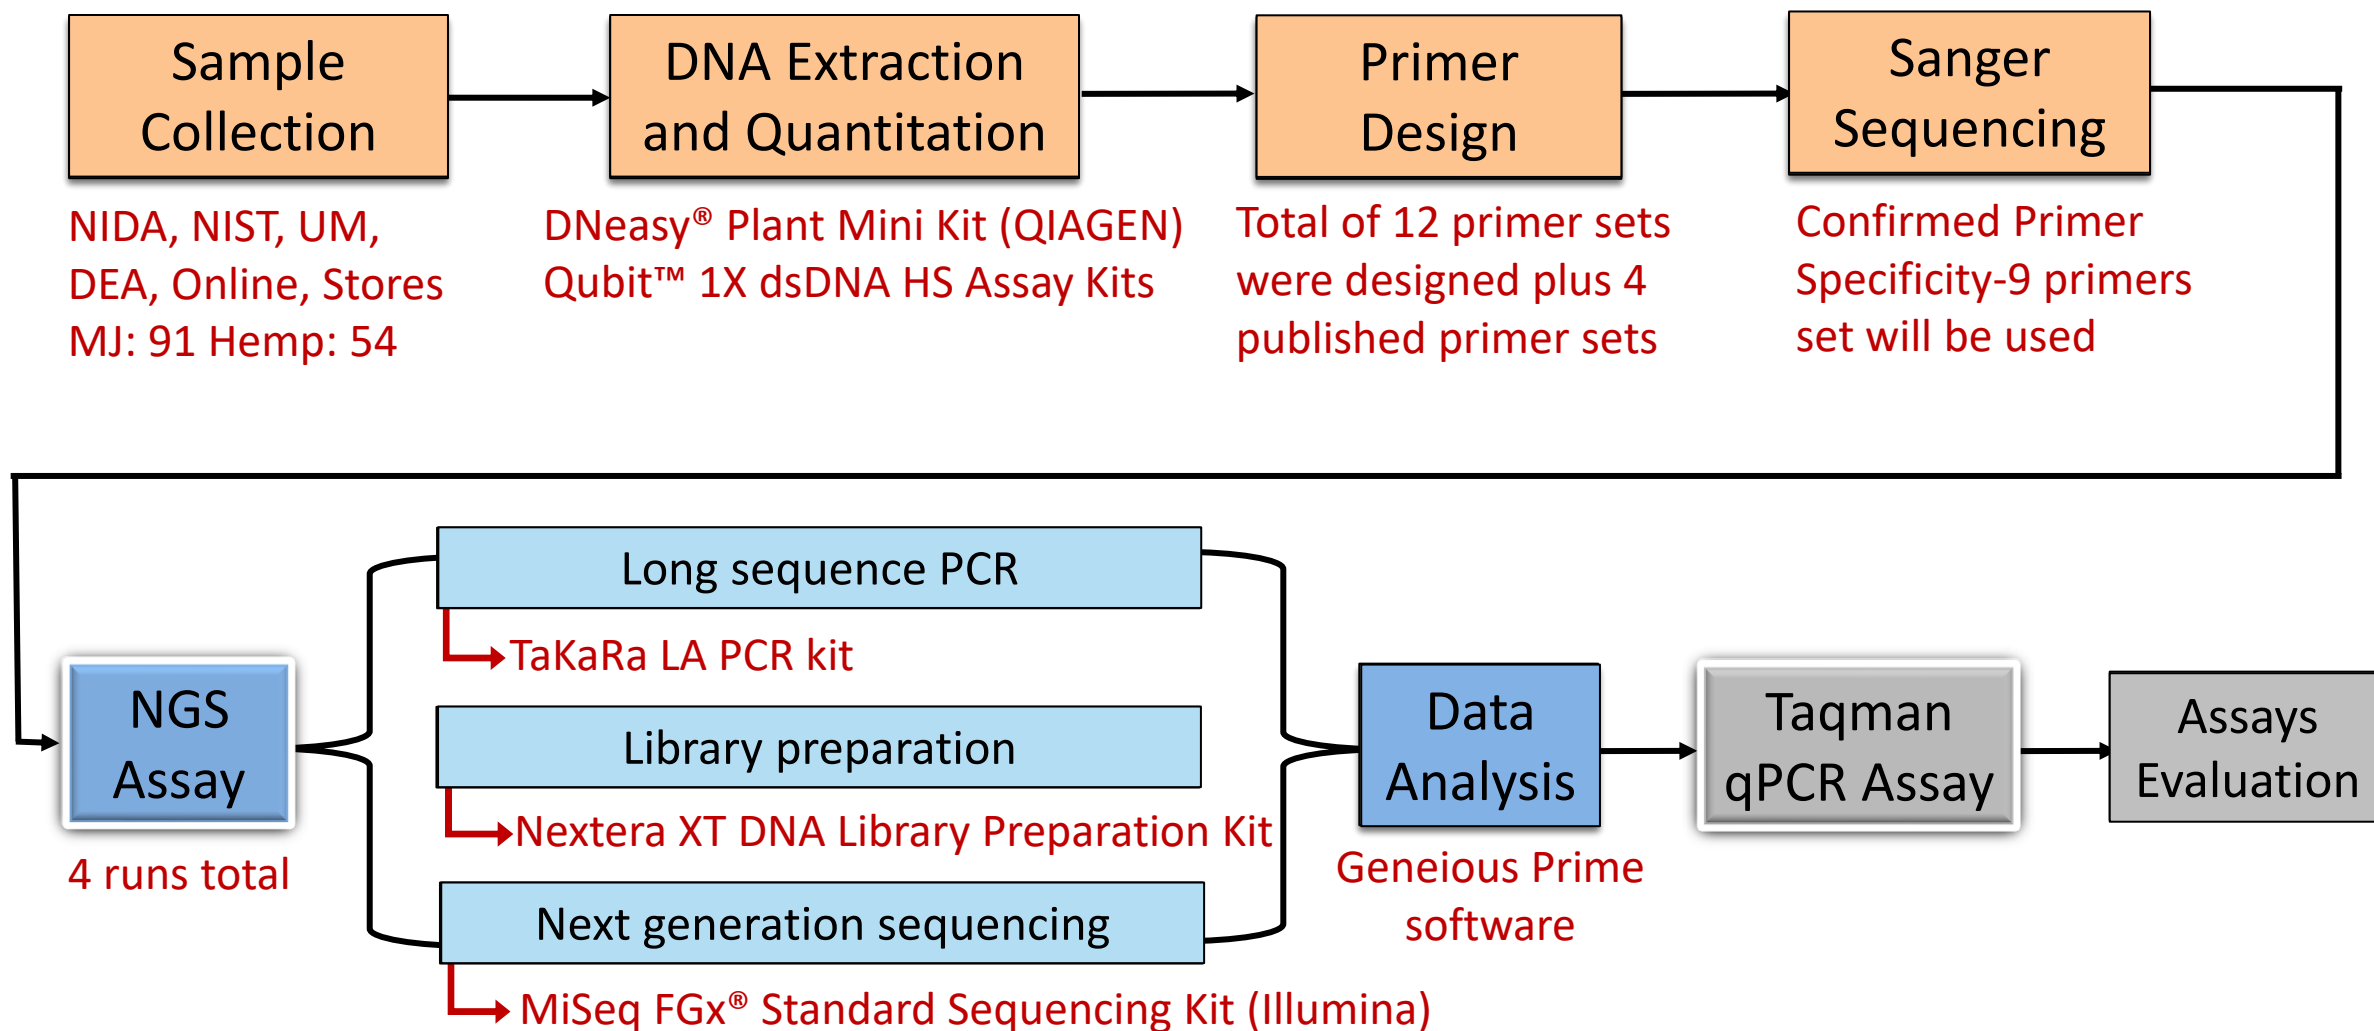 Sample
Collection
DNA Extraction
and Quantitation
Primer
Design
Sanger
Sequencing
NIDA, NIST, UM,
DEA, Online, Stores
MJ: 91 Hemp: 54
DNeasy® Plant Mini Kit (QIAGEN)
Qubit™ 1X dsDNA HS Assay Kits
Total of 12 primer sets
were designed plus 4
published primer sets
Confirmed Primer
Specificity-9 primers
set will be used
NGS
Assay
4 runs total
Long sequence PCR
TaKaRa LA PCR kit
Library preparation
Nextera XT DNA Library Preparation Kit
Next generation sequencing
MiSeq FGx® Standard Sequencing Kit (Illumina)
Data
Analysis
Geneious Prime
software
Taqman
qPCR Assay
Assays
Evaluation